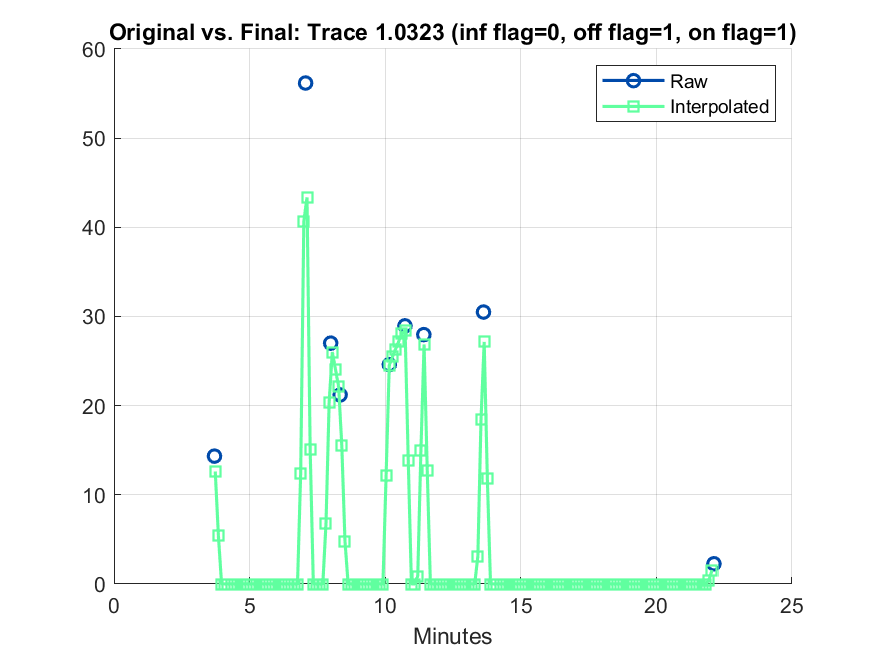 Original vs. Final: Trace 1.0323 (inf flag=0, off flag=1, on flag=1)
60
50
40
30
20
10
0
Raw
Interpolated
0 5 10 15 20 25
Minutes